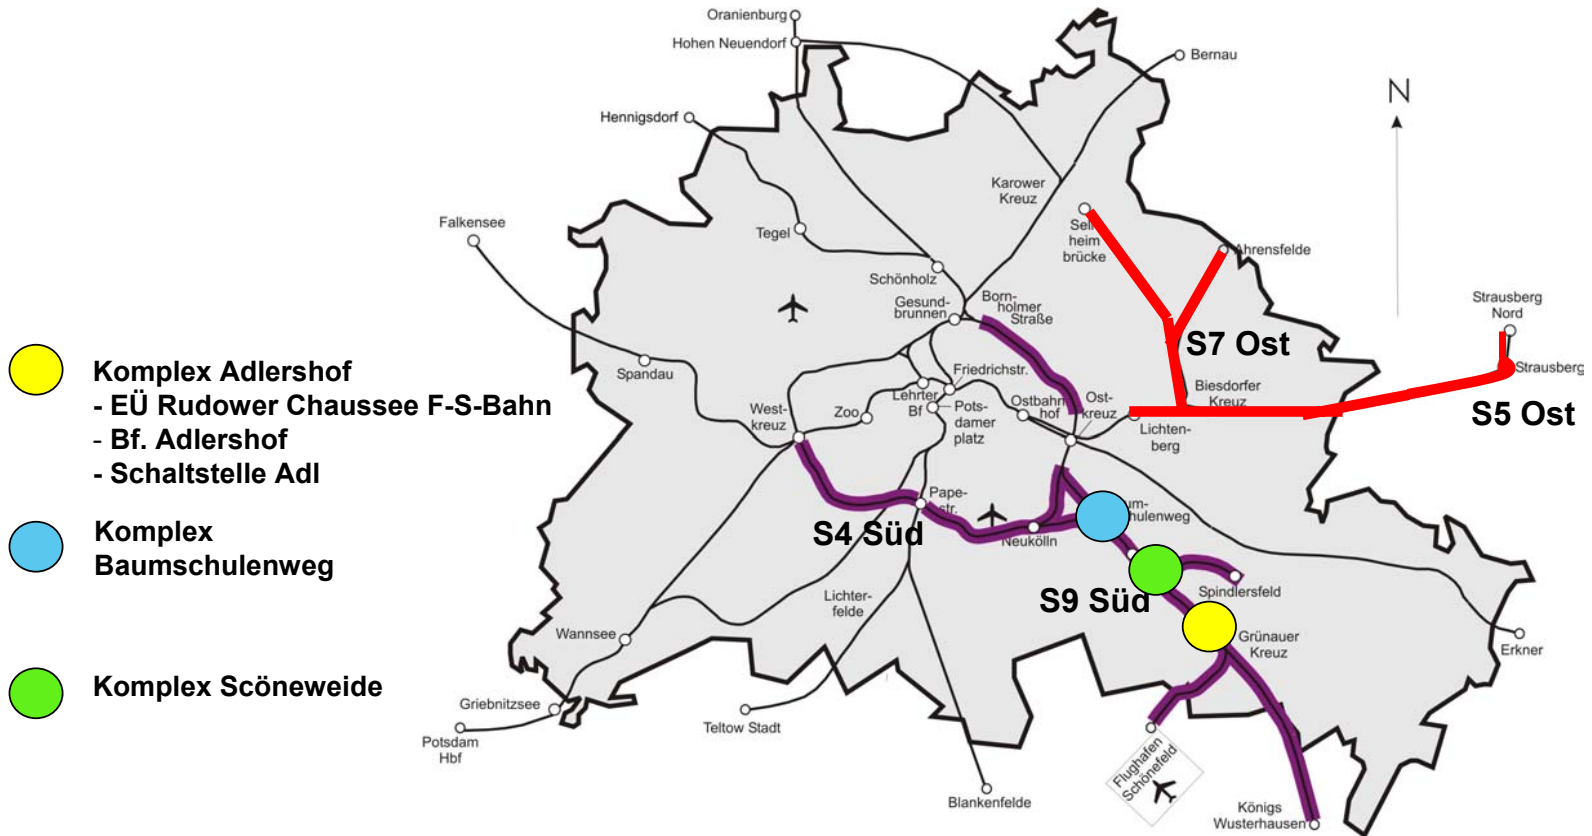 Komplex Adlershof
- EÜ Rudower Chaussee F-S-Bahn
- Bf. Adlershof
- Schaltstelle Adl
Komplex
Baumschulenweg
Komplex Scöneweide
Oranienburg
Hohen Neuendorf
Bernau
N
Hennigsdorf
Karower
Kreuz
Falkensee
Tegel
Schönholz
Sell
heim
brücke
Ahrensfelde
Gesund-
brunnen
Born-
holmer
Straße
Strausberg
Nord
S7 Ost
Strausberg
S5 Ost
Spandau
Friedrichstr.
Lehrter
Bf
Biesdorfer
Kreuz
West-
kreuz
Zoo
Pots-
damer
platz
Ostbahn
hof
Ost-
kreuz
Lichten-
berg
Pape-
str.
um-
hulenweg
S4 Süd
Neukölln
S9 Süd
Spindlersfeld
Lichter-
felde
Wannsee
Grünauer
Kreuz
Erkner
Griebnitzsee
Potsdam
Hbf
Teltow Stadt
Flughafen
Schönefeld
Blankenfelde
Königs
Wusterhausen